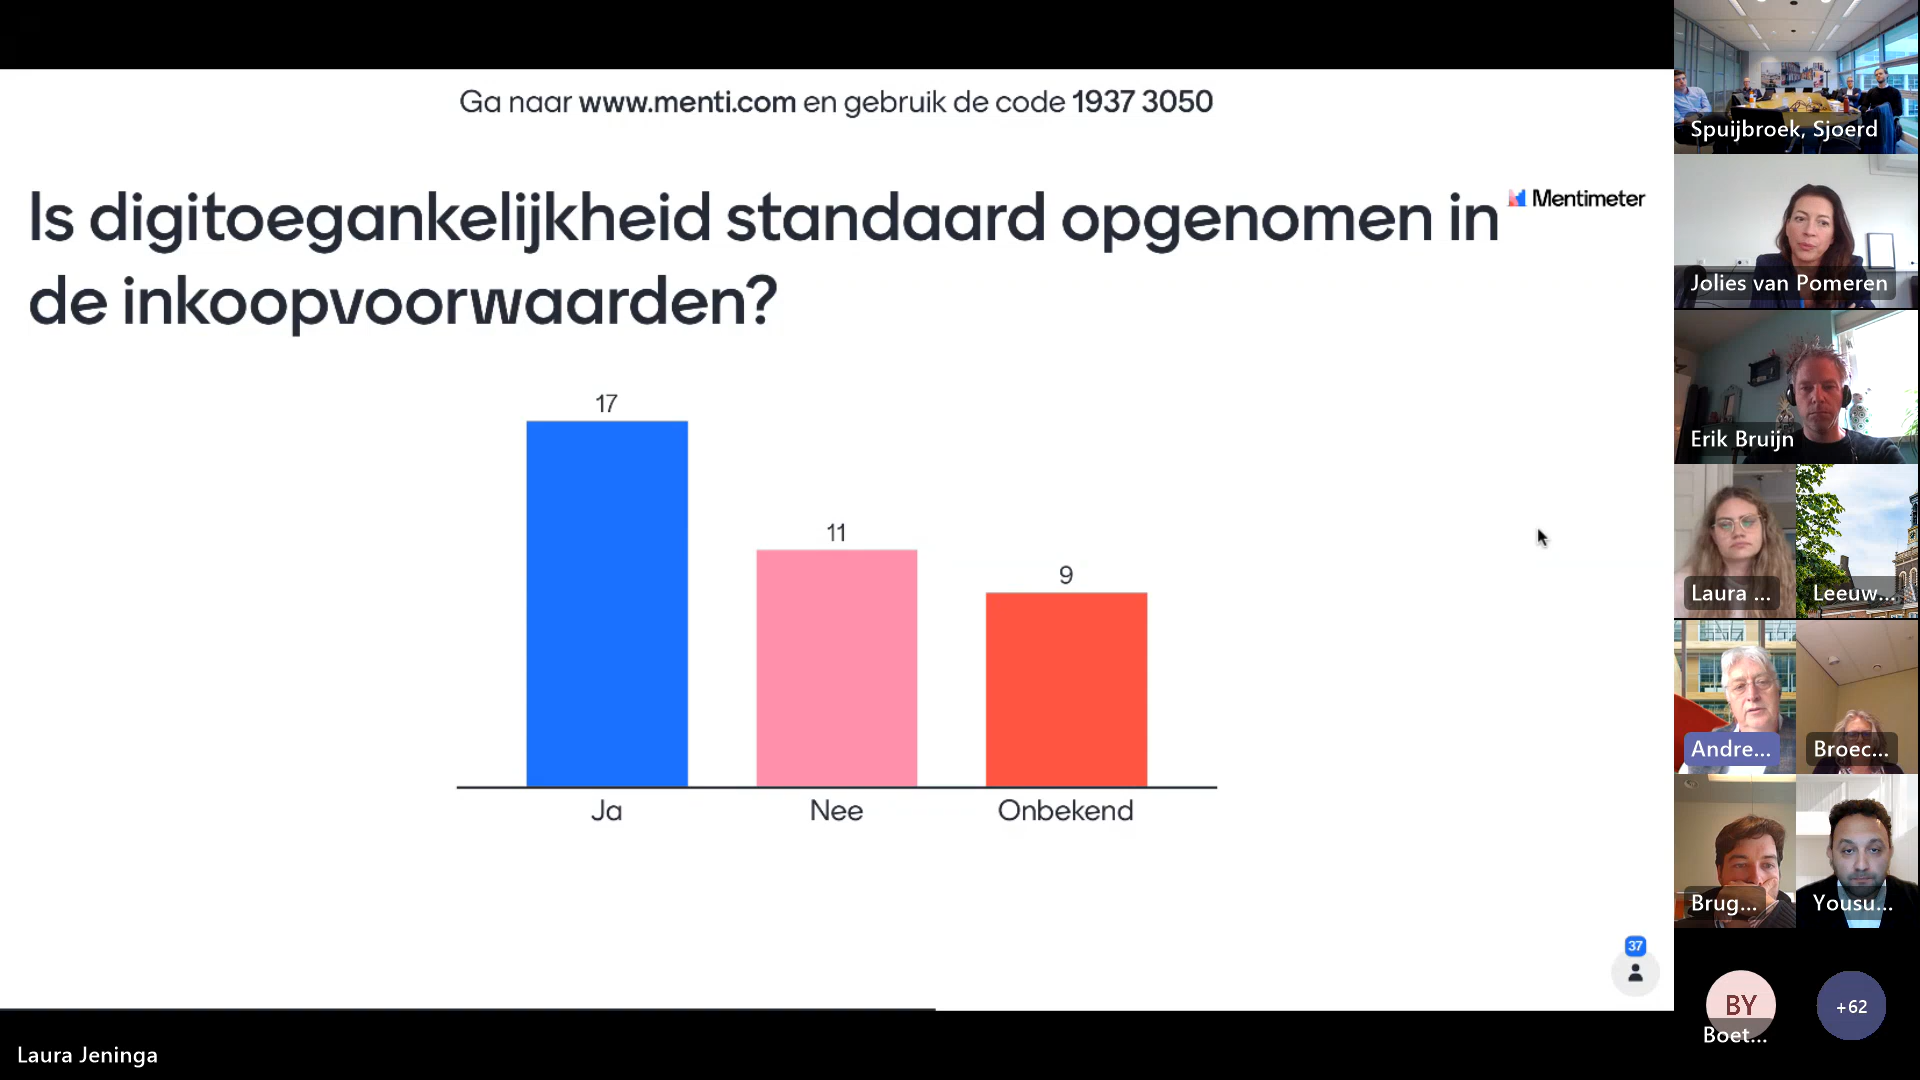 Ga naar www.menti.com en gebruik de code 1937 3050
Is digitoegankelijkheid standaard opgenomen in
de inkoopvoorwaarden?
Mentimeter
17
11
9
Ja
Nee
Onbekend
37
Laura Jeninga
Spuijbroek, Sjoerd
Jolies van Pomeren
Erik Bruijn
Laura ...
Leeuw...
Andre...
Broec...
Brug...
Yousu...
BY
Boet...
+62